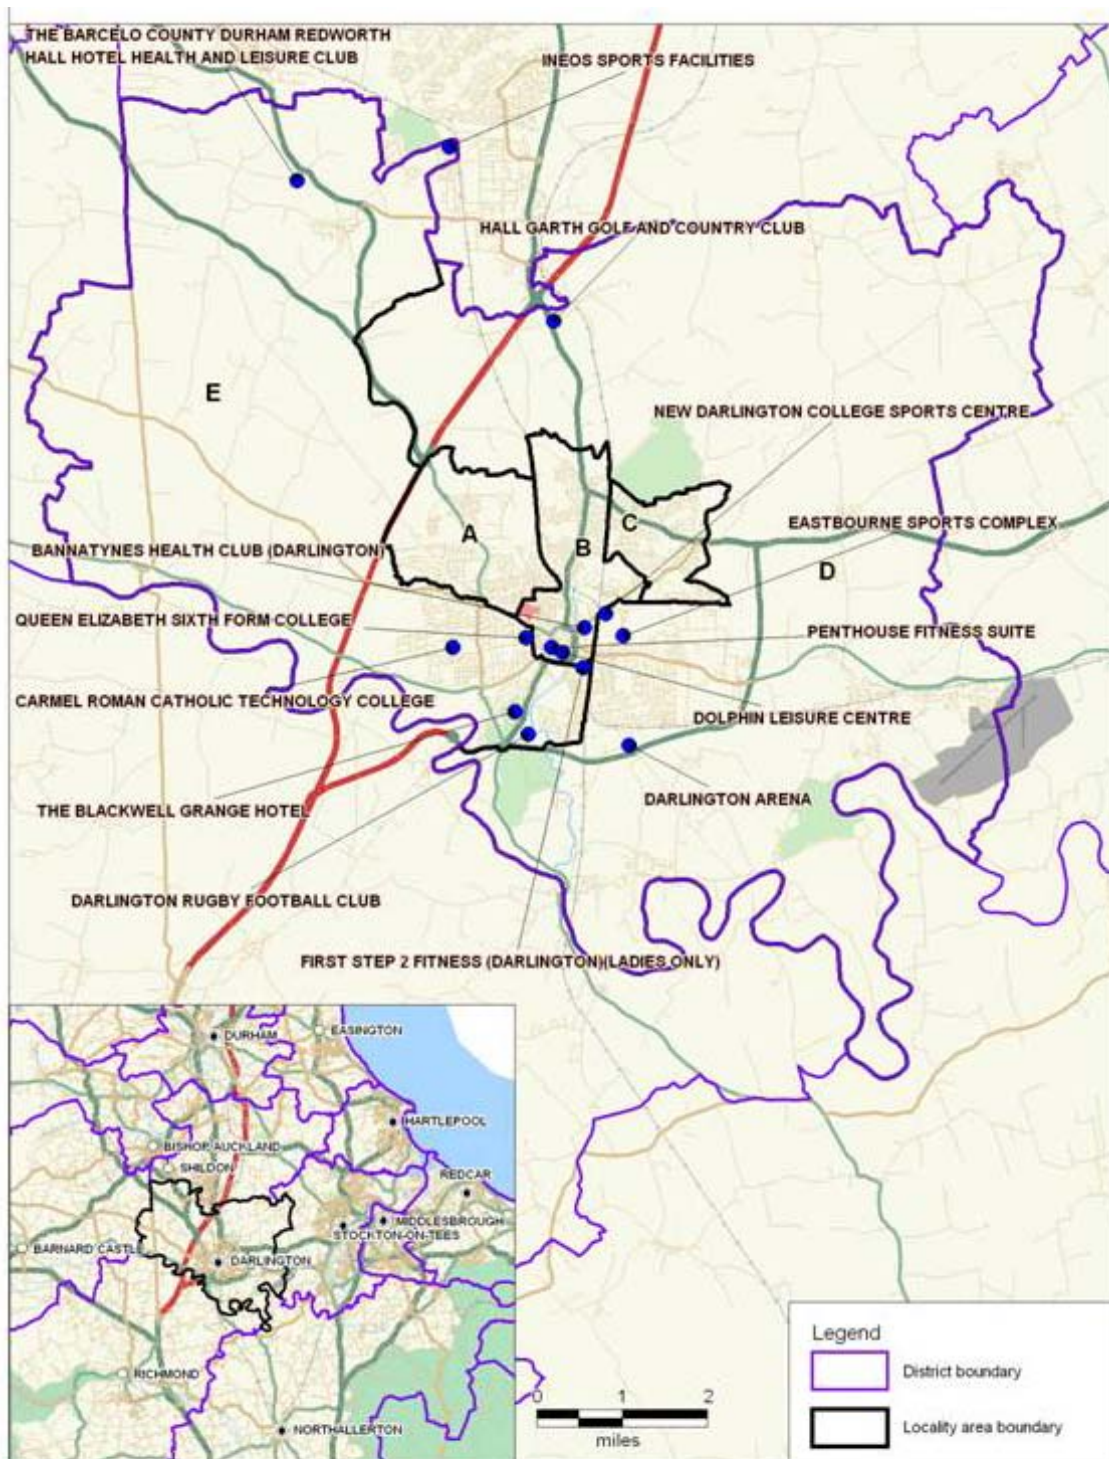 THE BARCELO COUNTY DURHAM REDWORTH
HALL HOTEL HEALTH AND LEISURE CLUB
INEOS SPORTS FACILITIES
HALL GARTH GOLF AND COUNTRY CLUB
E
NEW DARLINGTON COLLEGE SPORTS CENTRE
A
C
EASTBOURNE SPORTS COMPLEX
B
BANNATYNES HEALTH CLUB (DARLINGTON)
D
QUEEN ELIZABETH SIXTH FORM COLLEGE
PENTHOUSE FITNESS SUITE
CARMEL ROMAN CATHOLIC TECHNOLOGY COLLEGE
DOLPHIN LEISURE CENTRE
THE BLACKWELL GRANGE HOTEL
DARLINGTON ARENA
DARLINGTON RUGBY FOOTBALL CLUB
FIRST STEP 2 FITNESS (DARLINGTON)(LADIES ONLY)
DURHAM
EASINGTON
HARTLEPOOL
BISHOP AUCKLAND
SHILDON
REDCAR
MIDDLESBROUGH
STOCKTON-ON-TEES
BARNARD CASTL
DARLINGTON
RICHMOND
NORTHALLERTON
0 1 2
miles
Legend
District boundary
Locality area boundary